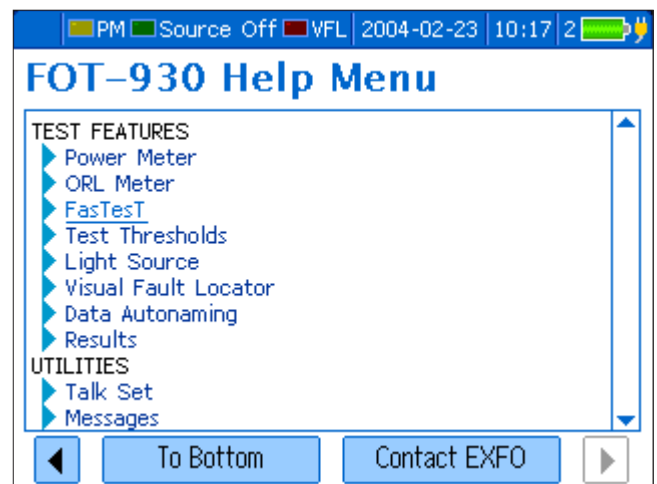 PM Source Off VFL 2004-02-23 10:17 2
FOT-930 Help Menu
TEST FEATURES
Power Meter
ORL Meter
FasTesT
Test Thresholds
Light Source
Visual Fault Locator
Data Autonaming
Results
UTILITIES
Talk Set
Messages
To Bottom Contact EXFO